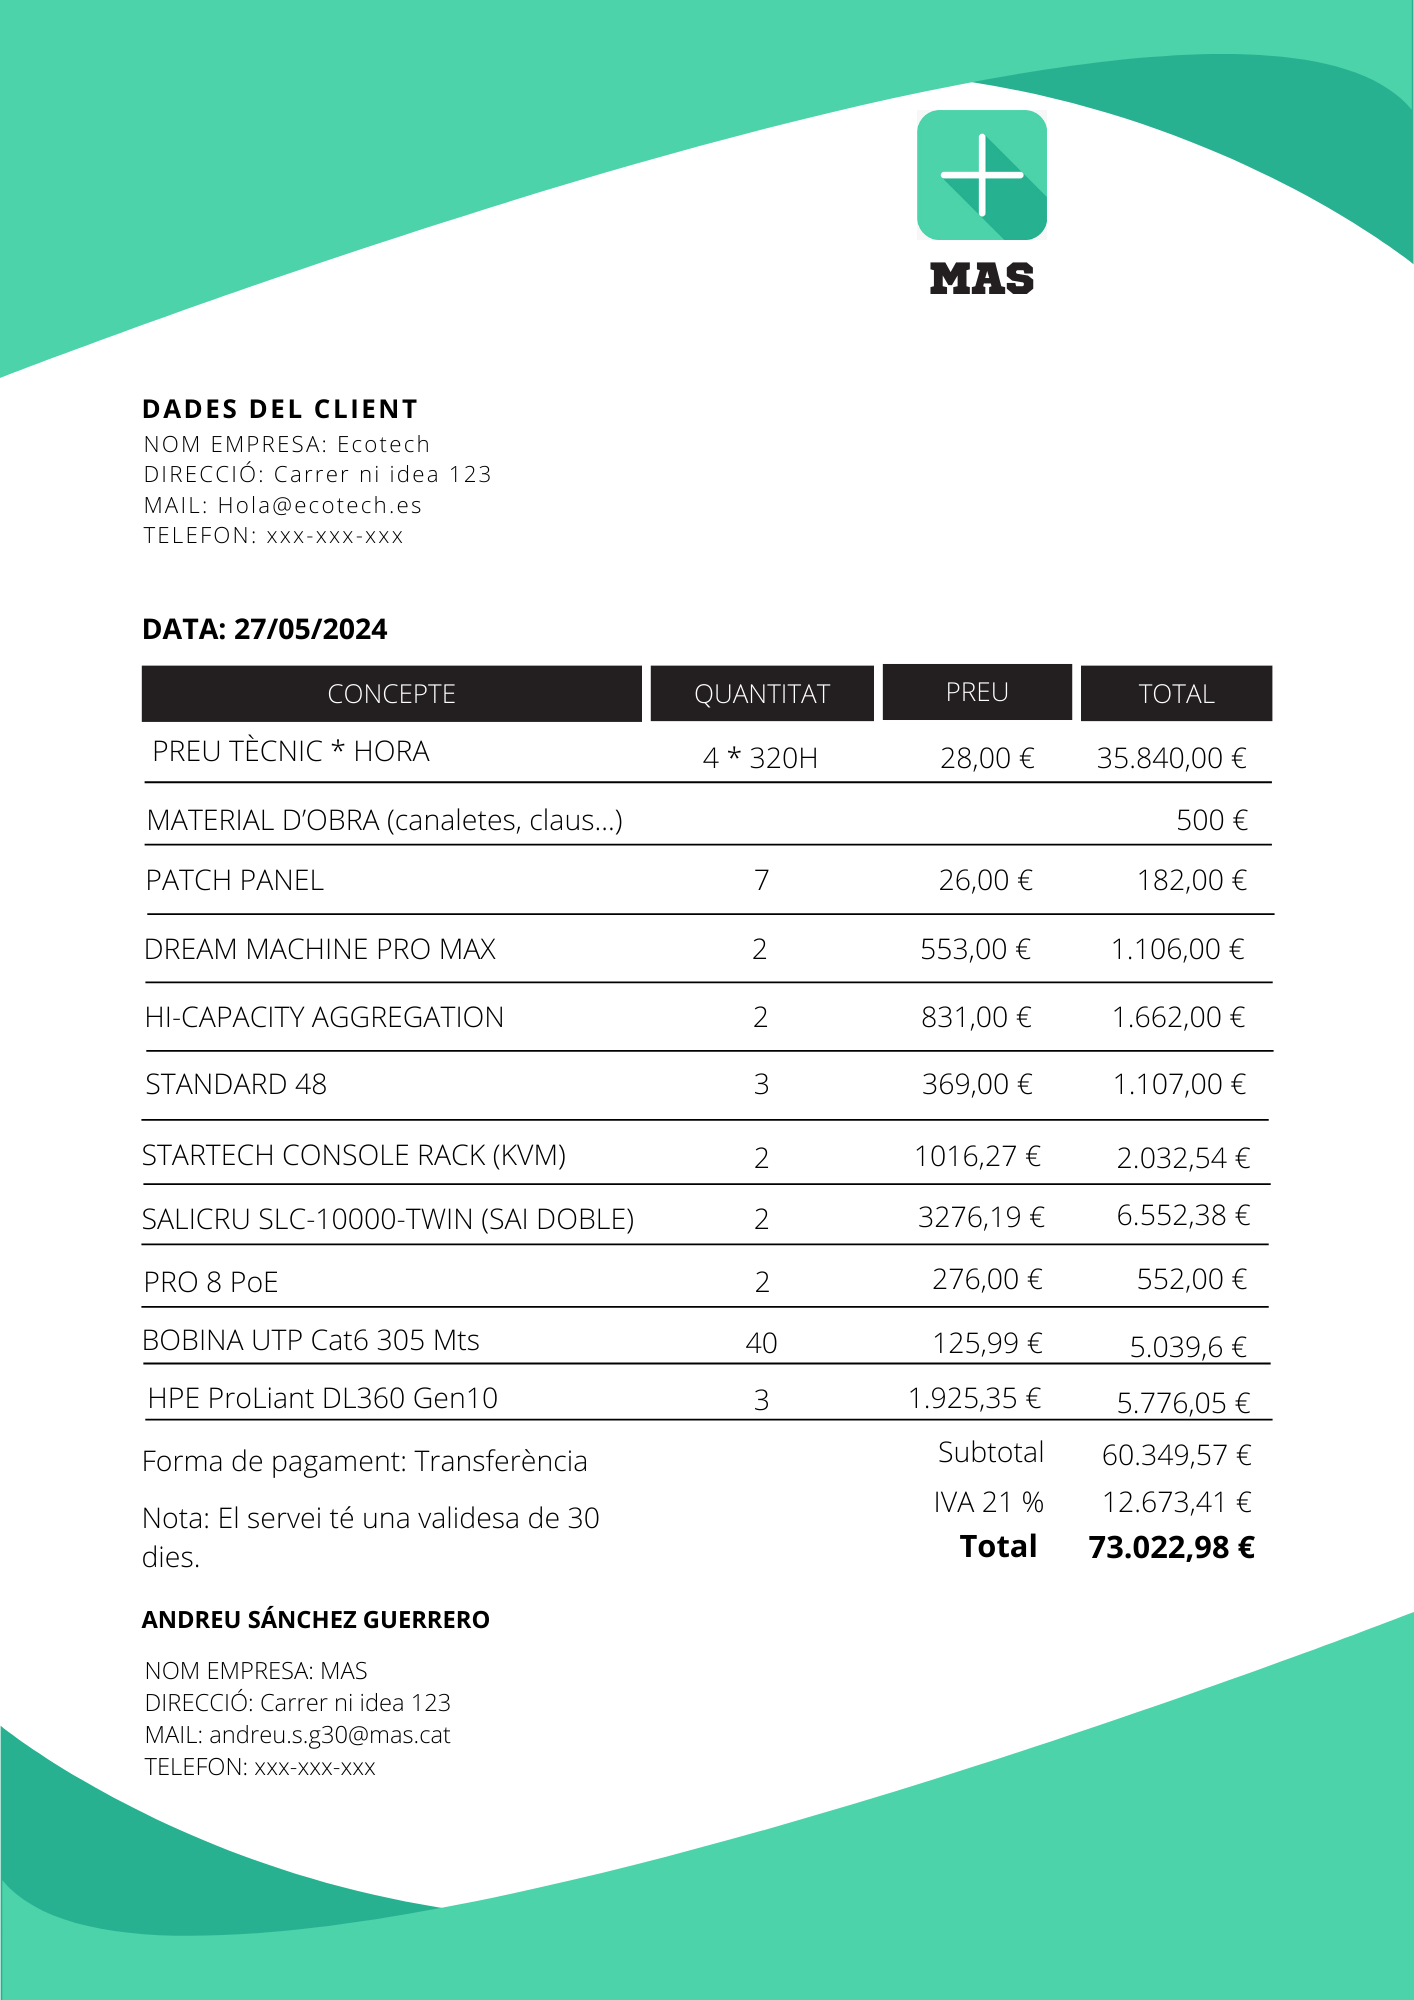 MAS
DADES DEL CLIENT
NOM EMPRESA: Ecotech
DIRECCIÓ: Carrer ni idea 123
MAIL: Hola@ecotech.es
TELEFON: xxx-xxx-xxx
DATA: 27/05/2024
CONCEPTE QUANTITAT PREU TOTAL
PREU TÈCNIC * HORA 4 * 320H 28,00 € 35.840,00 €
MATERIAL D’OBRA (canaletes, claus...) 500 €
PATCH PANEL 7 26,00 € 182,00 €
DREAM MACHINE PRO MAX 2 553,00 € 1.106,00 €
HI-CAPACITY AGGREGATION 2 831,00 € 1.662,00 €
STANDARD 48 3 369,00 € 1.107,00 €
STARTECH CONSOLE RACK (KVM) 2 1016,27 € 2.032,54 €
SALICRU SLC-10000-TWIN (SAI DOBLE) 2 3276,19 € 6.552,38 €
PRO 8 PoE 2 276,00 € 552,00 €
BOBINA UTP Cat6 305 Mts 40 125,99 € 5.039,6 €
HPE ProLiant DL360 Gen10 3 1.925,35 € 5.776,05 €
Forma de pagament: Transferència Subtotal 60.349,57 €
IVA 21 % 12.673,41 €
Total 73.022,98 €
Nota: El servei té una validesa de 30
dies.
ANDREU SÁNCHEZ GUERRERO
NOM EMPRESA: MAS
DIRECCIÓ: Carrer ni idea 123
MAIL: andreu.s.g30@mas.cat
TELEFON: xxx-xxx-xxx